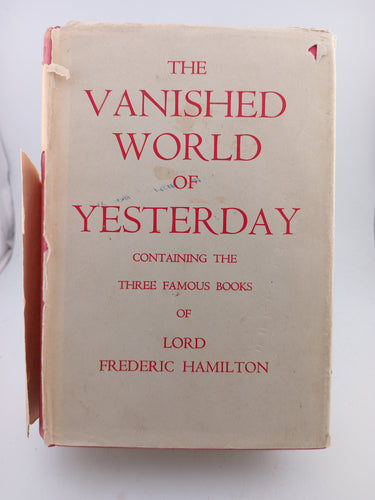 THE
VANISHED
WORLD
OF
YESTERDAY
CONTAINING THE
THREE FAMOUS BOOKS
OF
LORD
FREDERIC HAMILTON